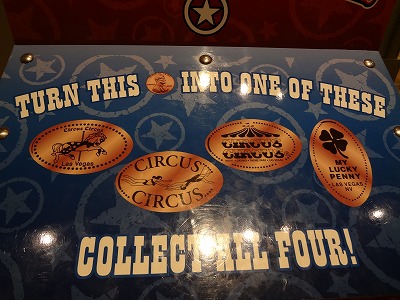 TURN THIS INTO ONE OF THESE
Circus Circus
Las Vegas
CIRCUS
CIRCUS
CIRCUS
CIRCUS
MY
LUCKY
PENNY
LAS VEGAS
NV
COLLECT ALL FOUR!